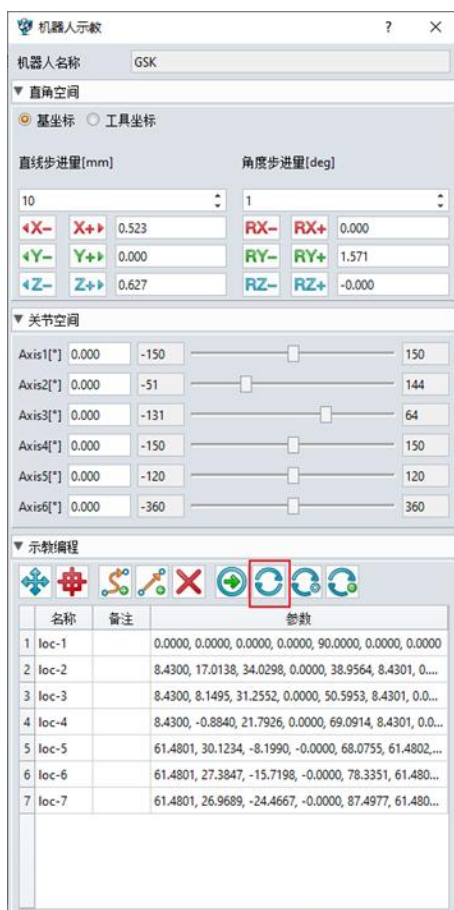 机器人示教 ? ×
机器人名称 GSK
▼ 直角空间
基坐标 工具坐标
直线步进量[mm] 角度步进量[deg]
10 1
X- X+ 0.523 RX- RX+ 0.000
Y- Y+ 0.000 RY- RY+ 1.571
Z- Z+ 0.627 RZ- RZ+ -0.000
▼ 关节空间
Axis1[°] 0.000 -150 150
Axis2[°] 0.000 -51 144
Axis3[°] 0.000 -131 64
Axis4[°] 0.000 -150 150
Axis5[°] 0.000 -120 120
Axis6[°] 0.000 -360 360
▼ 示教编程
名称 备注 参数
1 loc-1 0.0000, 0.0000, 0.0000, 0.0000, 90.0000, 0.0000, 0.0000
2 loc-2 8.4300, 17.0138, 34.0298, 0.0000, 38.9564, 8.4301, 0....
3 loc-3 8.4300, 8.1495, 31.2552, 0.0000, 50.5953, 8.4301, 0.0...
4 loc-4 8.4300, -0.8840, 21.7926, 0.0000, 69.0914, 8.4301, 0.0...
5 loc-5 61.4801, 30.1234, -8.1990, -0.0000, 68.0755, 61.4802,...
6 loc-6 61.4801, 27.3847, -15.7198, -0.0000, 78.3351, 61.480...
7 loc-7 61.4801, 26.9689, -24.4667, -0.0000, 87.4977, 61.480...